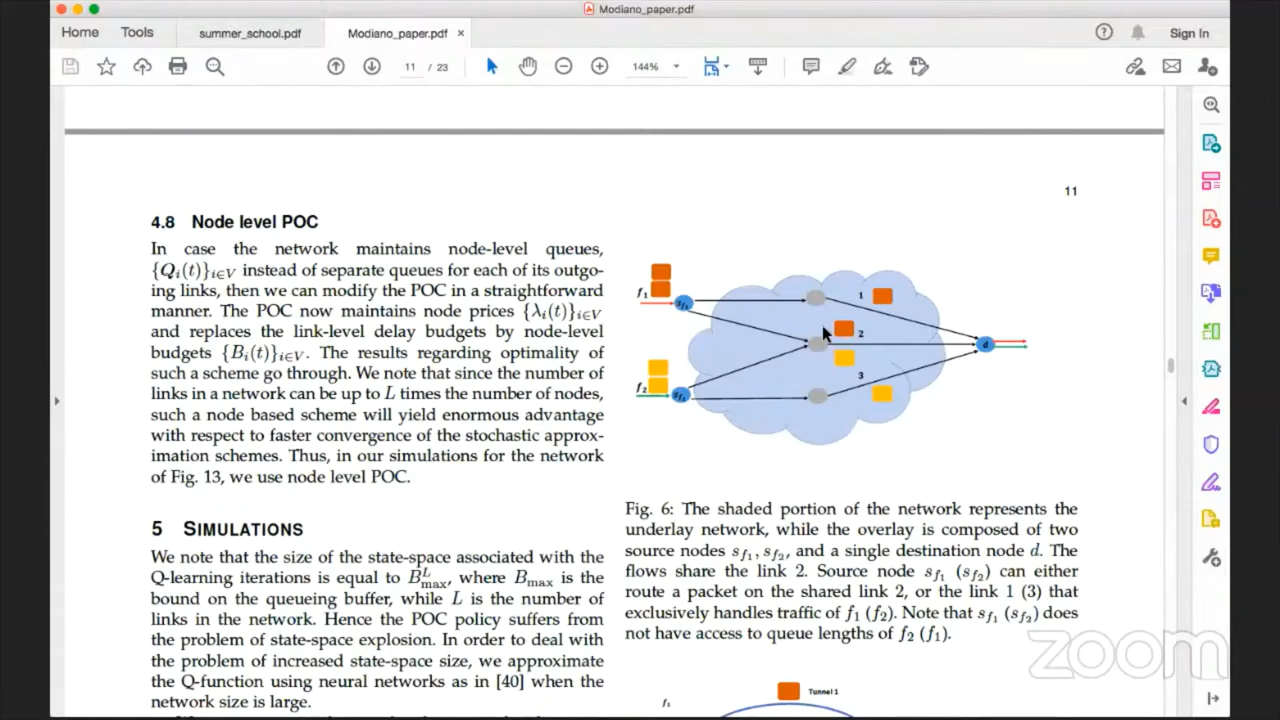 Modiano_paper.pdf
Home
Tools
summer_school.pdf
Modiano_paper.pdf ×
Sign In
11 / 23
144%
11
4.8 Node level POC
In case the network maintains node-level queues,
{Qi(t)}i∈V instead of separate queues for each of its outgo-
ing links, then we can modify the POC in a straightforward
manner. The POC now maintains node prices {λi(t)}i∈V
and replaces the link-level delay budgets by node-level
budgets {Bi(t)}i∈V. The results regarding optimality of
such a scheme go through. We note that since the number of
links in a network can be up to L times the number of nodes,
such a node based scheme will yield enormous advantage
with respect to faster convergence of the stochastic approx-
imation schemes. Thus, in our simulations for the network
of Fig. 13, we use node level POC.
5 SIMULATIONS
We note that the size of the state-space associated with the
Q-learning iterations is equal to B^L_max, where Bmax is the
bound on the queueing buffer, while L is the number of
links in the network. Hence the POC policy suffers from
the problem of state-space explosion. In order to deal with
the problem of increased state-space size, we approximate
the Q-function using neural networks as in [40] when the
network size is large.
f1
sf1
1
2
d
3
f2
sf2
Fig. 6: The shaded portion of the network represents the
underlay network, while the overlay is composed of two
source nodes sf1, sf2, and a single destination node d. The
flows share the link 2. Source node sf1 (sf2) can either
route a packet on the shared link 2, or the link 1 (3) that
exclusively handles traffic of f1 (f2). Note that sf1 (sf2) does
not have access to queue lengths of f2 (f1).
Tunnel 1
f1
zoom